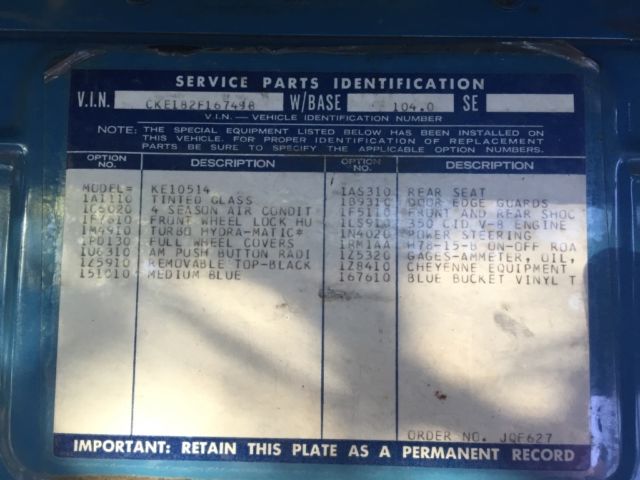 SERVICE PARTS IDENTIFICATION
V.I.N. CKE182F167498 W/BASE 104.0 SE
V.I.N. — VEHICLE IDENTIFICATION NUMBER
NOTE: THE SPECIAL EQUIPMENT LISTED BELOW HAS BEEN INSTALLED ON
THIS VEHICLE. FOR PROPER IDENTIFICATION OF REPLACEMENT
PARTS BE SURE TO SPECIFY THE APPLICABLE OPTION NUMBERS.
OPTION NO. DESCRIPTION OPTION NO. DESCRIPTION
MODEL= KE10514 1A6310 REAR SEAT
1A1110 TINTED GLASS 1B9310 DOOR EDGE GUARDS
1C6020 4 SEASON AIR CONDIT 1F5110 FRONT AND REAR SHOC
1F7610 FRONT WHEEL LOCK HU 1LS910 350 CID V-8 ENGINE
1M4910 TURBO HYDRA-MATIC# 1N4020 POWER STEERING
1P0130 FULL WHEEL COVERS 1RM1AA H78-15-B ON-OFF ROA
1U6310 AM PUSH BUTTON RADI 1Z5320 GAGES-AMMETER, OIL,
1Z5910 REMOVABLE TOP-BLACK 1Z8410 CHEYENNE EQUIPMENT
151010 MEDIUM BLUE 167610 BLUE BUCKET VINYL T
ORDER NO. JQF627
IMPORTANT: RETAIN THIS PLATE AS A PERMANENT RECORD